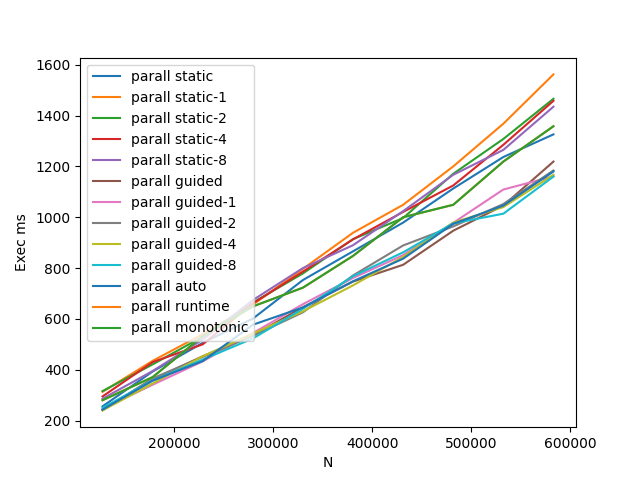 1600
1400
1200
1000
800
600
400
200
Exec ms
parall static
parall static-1
parall static-2
parall static-4
parall static-8
parall guided
parall guided-1
parall guided-2
parall guided-4
parall guided-8
parall auto
parall runtime
parall monotonic
200000 300000 400000 500000 600000
N